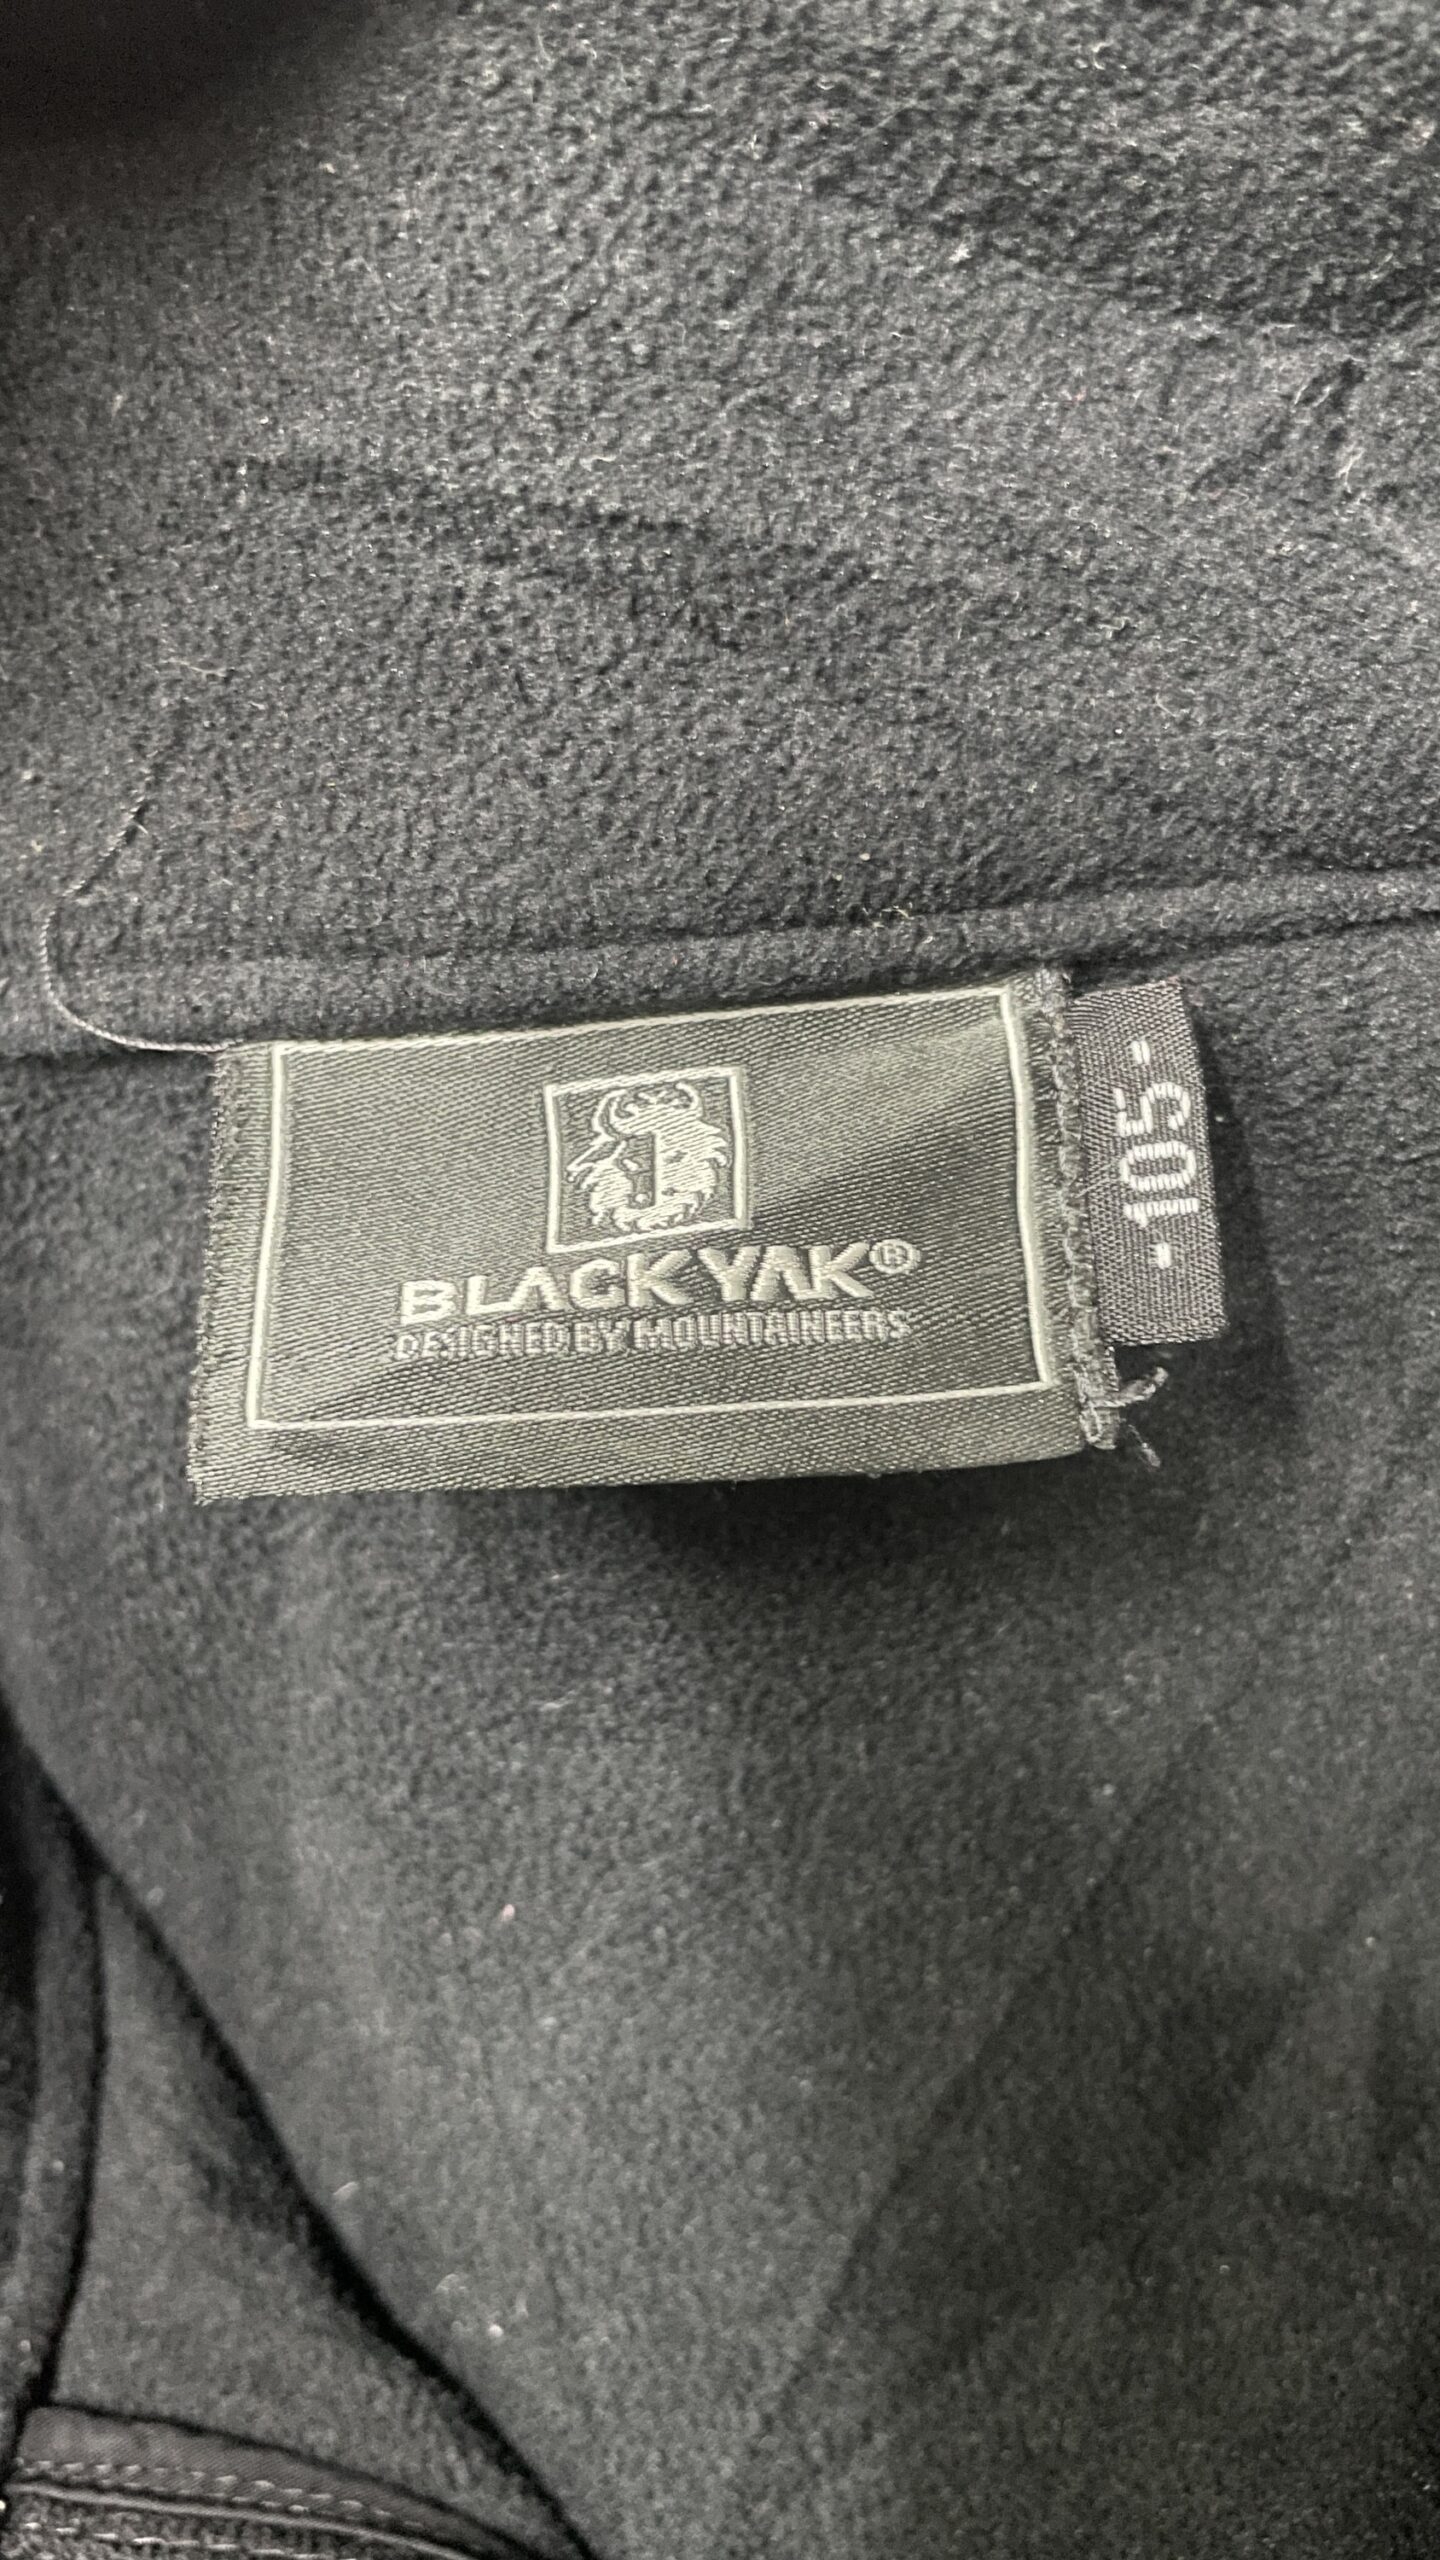 BLACKYAK®
DESIGNED BY MOUNTAINEERS
- 105 -